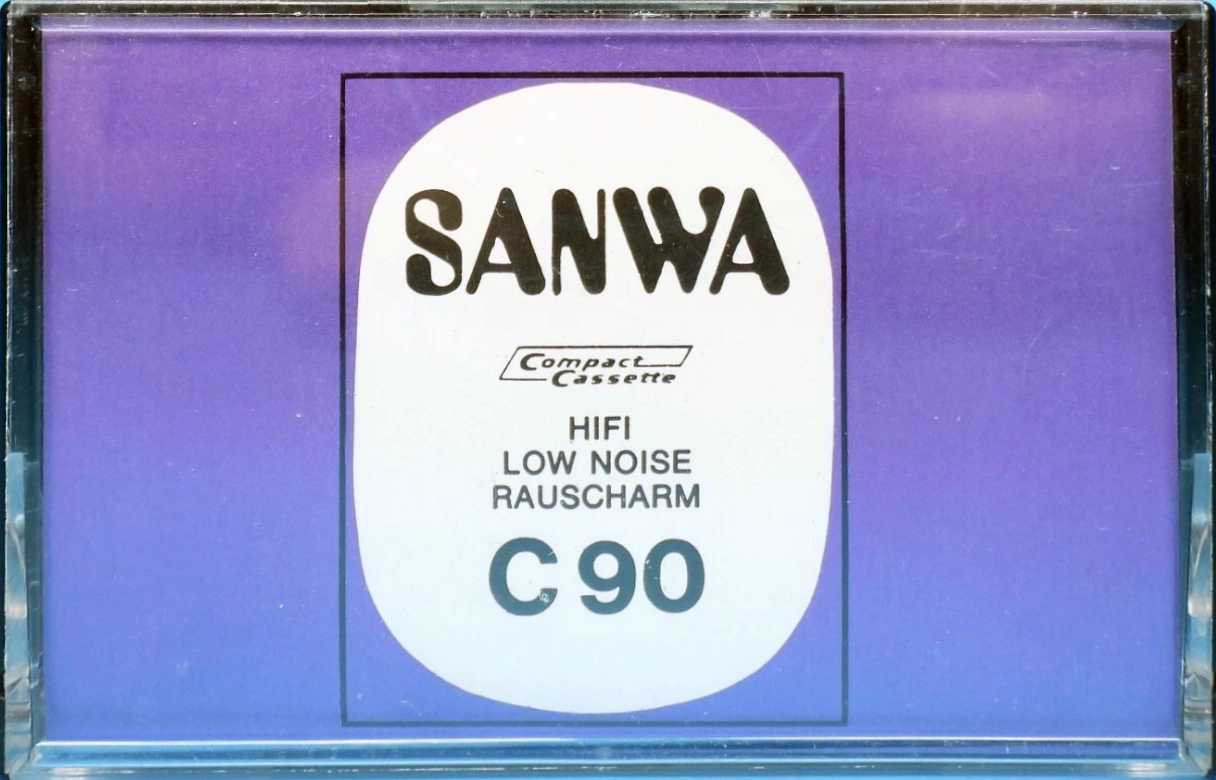 SANWA
Compact
Cassette
HIFI
LOW NOISE
RAUSCHARM
C 90